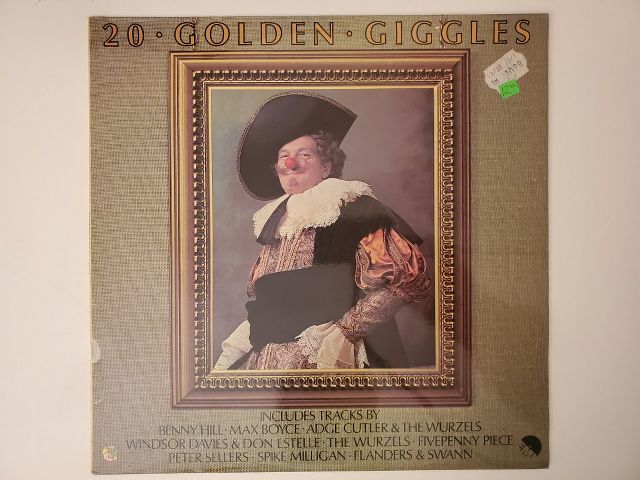 20 · GOLDEN · GIGGLES
INCLUDES TRACKS BY
BENNY HILL · MAX BOYCE · ADGE CUTLER & THE WURZELS
WINDSOR DAVIES & DON ESTELLE · THE WURZELS · FIVEPENNY PIECE
PETER SELLERS · SPIKE MILLIGAN · FLANDERS & SWANN